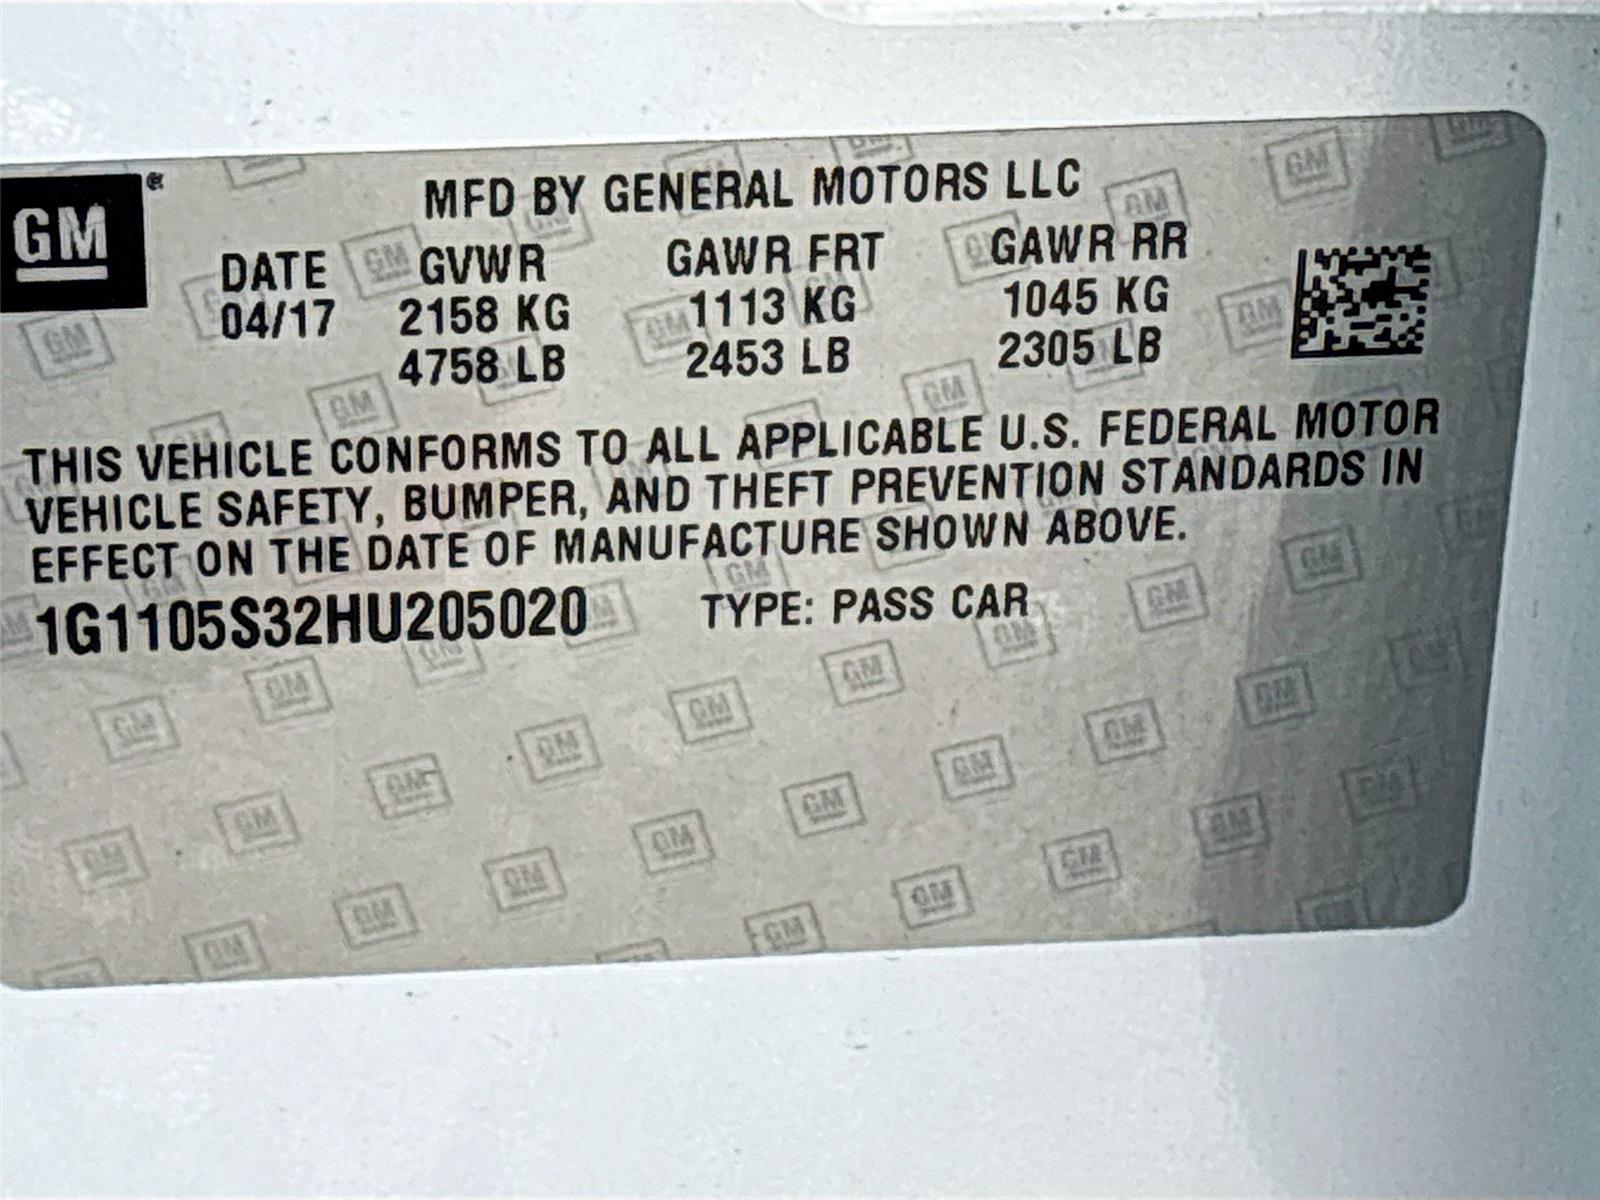 GM ®
MFD BY GENERAL MOTORS LLC
DATE GVWR GAWR FRT GAWR RR
04/17 2158 KG 1113 KG 1045 KG
4758 LB 2453 LB 2305 LB
THIS VEHICLE CONFORMS TO ALL APPLICABLE U.S. FEDERAL MOTOR
VEHICLE SAFETY, BUMPER, AND THEFT PREVENTION STANDARDS IN
EFFECT ON THE DATE OF MANUFACTURE SHOWN ABOVE.
1G1105S32HU205020 TYPE: PASS CAR